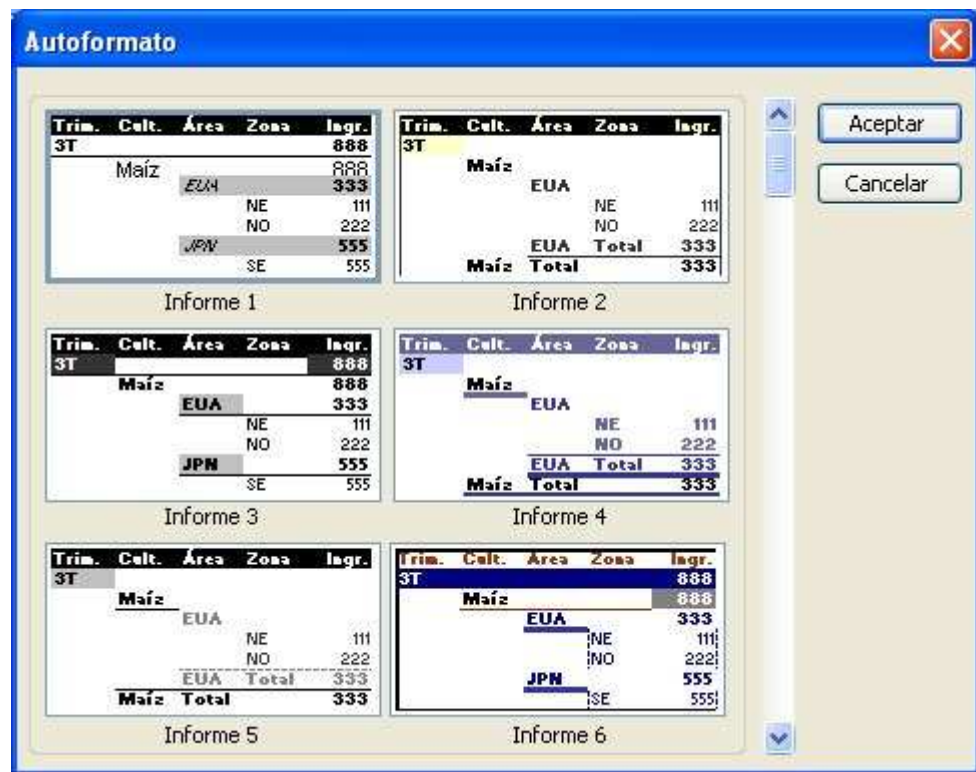 Autoformato
Trim. Cult. Área Zona Ingr.
3T 888
Maíz 888
EUA 333
NE 111
NO 222
JPN 555
SE 555
Informe 1
Trim. Cult. Área Zona Ingr.
3T
Maíz
EUA
NE 111
NO 222
EUA Total 333
Maíz Total 333
Informe 2
Aceptar
Cancelar
Trim. Cult. Área Zona Ingr.
3T 888
Maíz 888
EUA 333
NE 111
NO 222
JPN 555
SE 555
Informe 3
Trim. Cult. Área Zona Ingr.
3T
Maíz
EUA
NE 111
NO 222
EUA Total 333
Maíz Total 333
Informe 4
Trim. Cult. Área Zona Ingr.
3T
Maíz
EUA
NE 111
NO 222
EUA Total 333
Maíz Total 333
Informe 5
Trim. Cult. Área Zona Ingr.
3T 888
Maíz 888
EUA 333
NE 111
NO 222
JPN 555
SE 555
Informe 6